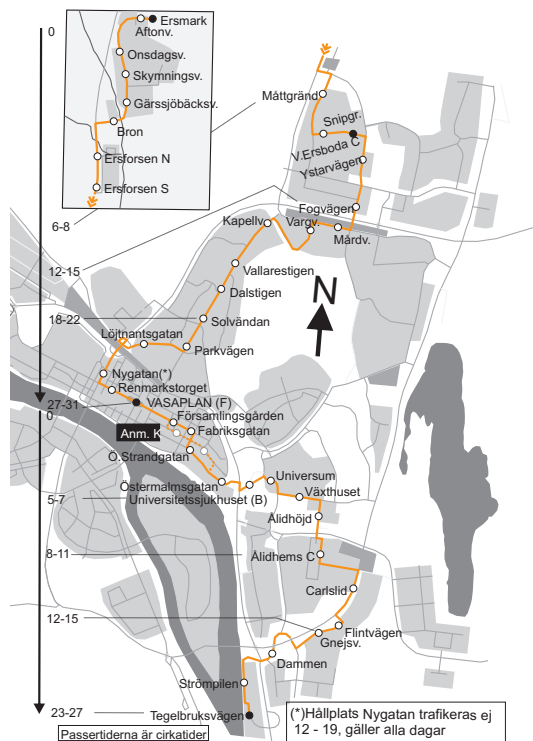 0
Ersmark
Aftonv.
Onsdagsv.
Skymningsv.
Gärssjöbäcksv.
Bron
Ersforsen N
Ersforsen S
Måttgränd
Snipgr.
V.Ersboda C
Ystarvägen
Fogvägen
6-8
Kapellv.
Vargv.
Mårdv.
12-15
Vallarestigen
N
Dalstigen
18-22
Solvändan
Löjtnantsgatan
Parkvägen
Nygatan(*)
Renmarkstorget
27-31
VASAPLAN (F)
0
Församlingsgården
Anm. K
Fabriksgatan
Ö.Strandgatan
Universum
Östermalmsgatan
Växthuset
5-7
Universitetssjukhuset (B)
Ålidhöjd
8-11
Ålidhems C
Carlslid
12-15
Flintvägen
Gnejsv.
Dammen
Strömpilen
23-27
Tegelbruksvägen
(*)Hållplats Nygatan trafikeras ej
12 - 19, gäller alla dagar
Passertiderna är cirkatider